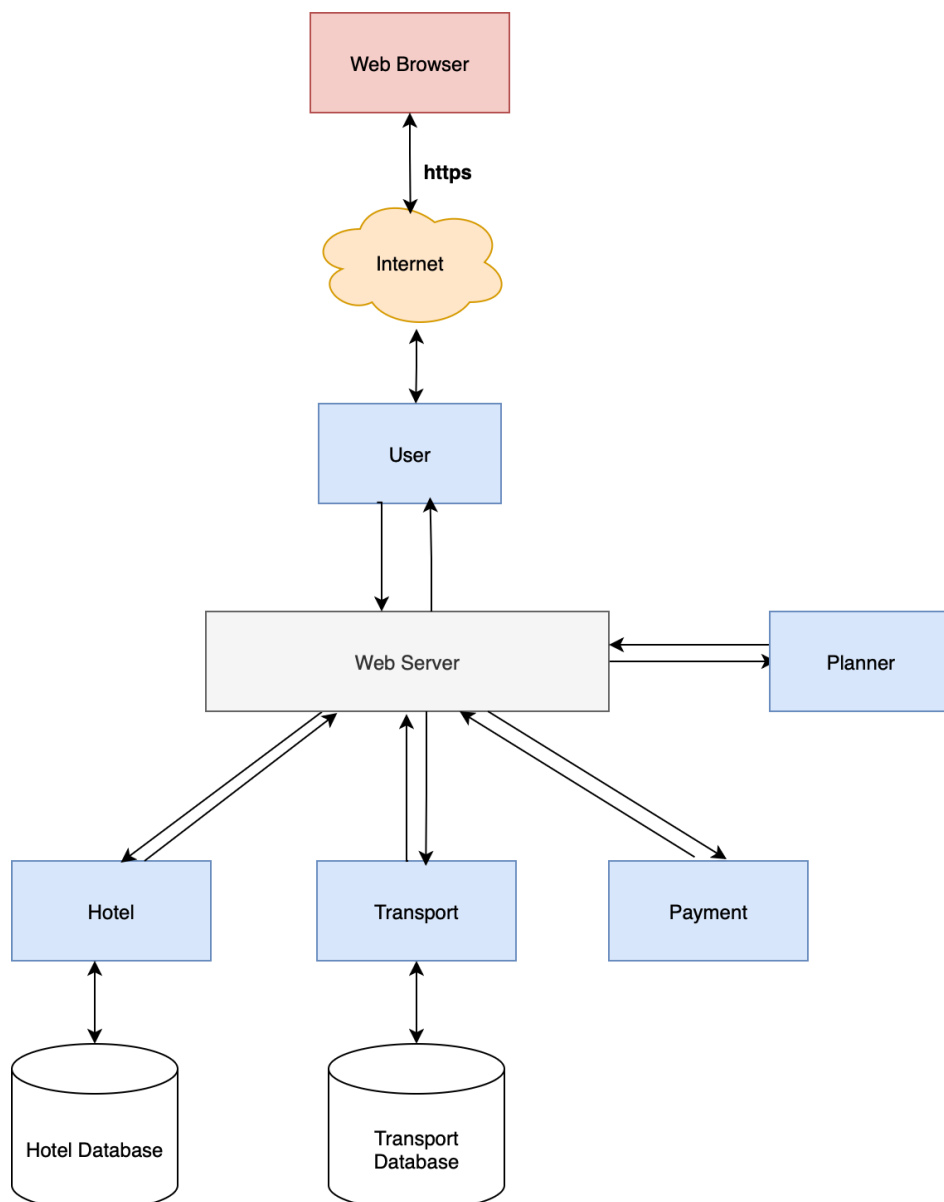 Web Browser
https
Internet
User
Web Server
Planner
Hotel
Transport
Payment
Hotel Database
Transport
Database